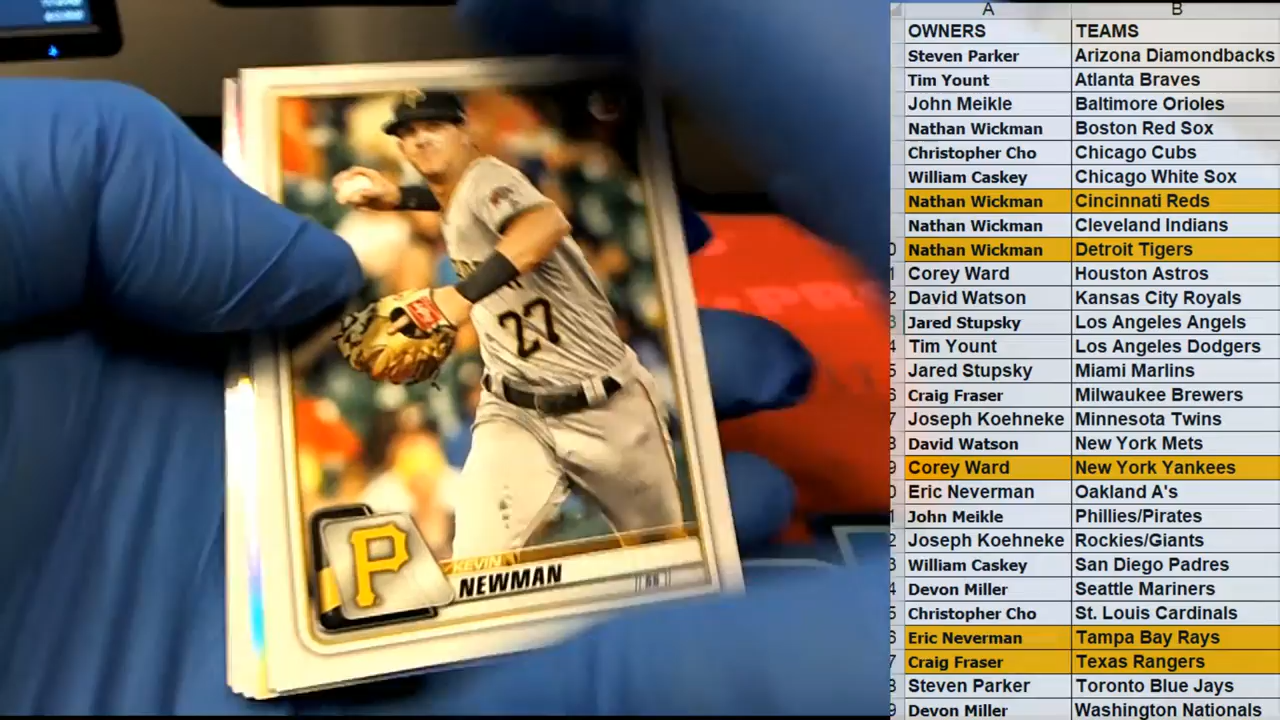 KEVIN
NEWMAN
27
P
A B
OWNERS TEAMS
Steven Parker Arizona Diamondbacks
Tim Yount Atlanta Braves
John Meikle Baltimore Orioles
Nathan Wickman Boston Red Sox
Christopher Cho Chicago Cubs
William Caskey Chicago White Sox
Nathan Wickman Cincinnati Reds
Nathan Wickman Cleveland Indians
Nathan Wickman Detroit Tigers
Corey Ward Houston Astros
David Watson Kansas City Royals
Jared Stupsky Los Angeles Angels
Tim Yount Los Angeles Dodgers
Jared Stupsky Miami Marlins
Craig Fraser Milwaukee Brewers
Joseph Koehneke Minnesota Twins
David Watson New York Mets
Corey Ward New York Yankees
Eric Neverman Oakland A's
John Meikle Phillies/Pirates
Joseph Koehneke Rockies/Giants
William Caskey San Diego Padres
Devon Miller Seattle Mariners
Christopher Cho St. Louis Cardinals
Eric Neverman Tampa Bay Rays
Craig Fraser Texas Rangers
Steven Parker Toronto Blue Jays
Devon Miller Washington Nationals